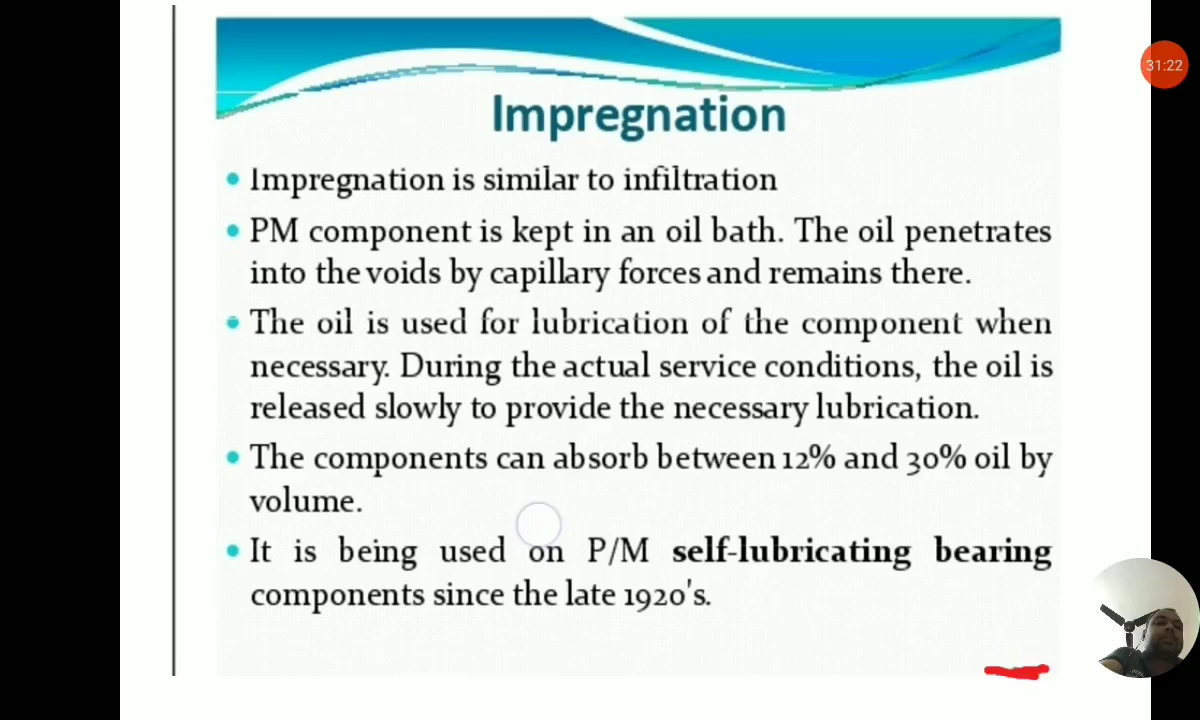 31:22
Impregnation
• Impregnation is similar to infiltration
• PM component is kept in an oil bath. The oil penetrates
into the voids by capillary forces and remains there.
• The oil is used for lubrication of the component when
necessary. During the actual service conditions, the oil is
released slowly to provide the necessary lubrication.
• The components can absorb between 12% and 30% oil by
volume.
• It is being used on P/M self-lubricating bearing
components since the late 1920's.